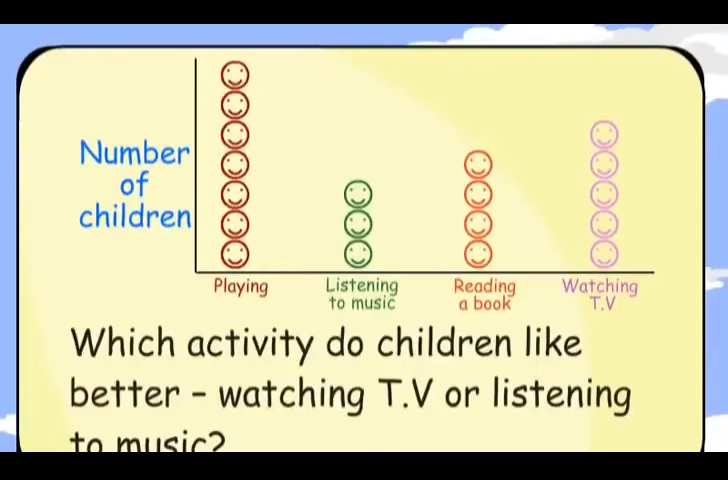 Number
of
children
Playing
Listening
to music
Reading
a book
Watching
T.V
Which activity do children like
better – watching T.V or listening
to music?